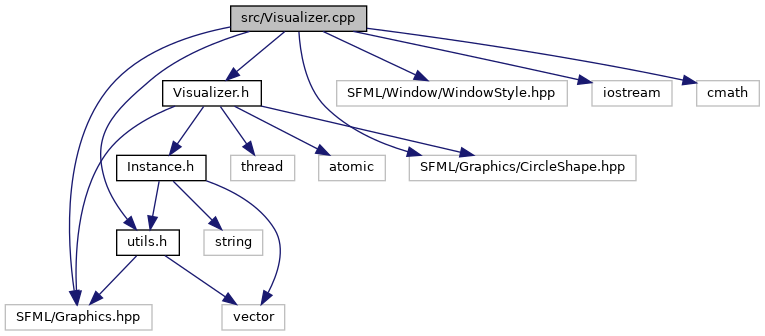 src/Visualizer.cpp
Visualizer.h
SFML/Window/WindowStyle.hpp
iostream
cmath
Instance.h
thread
atomic
SFML/Graphics/CircleShape.hpp
utils.h
string
SFML/Graphics.hpp
vector